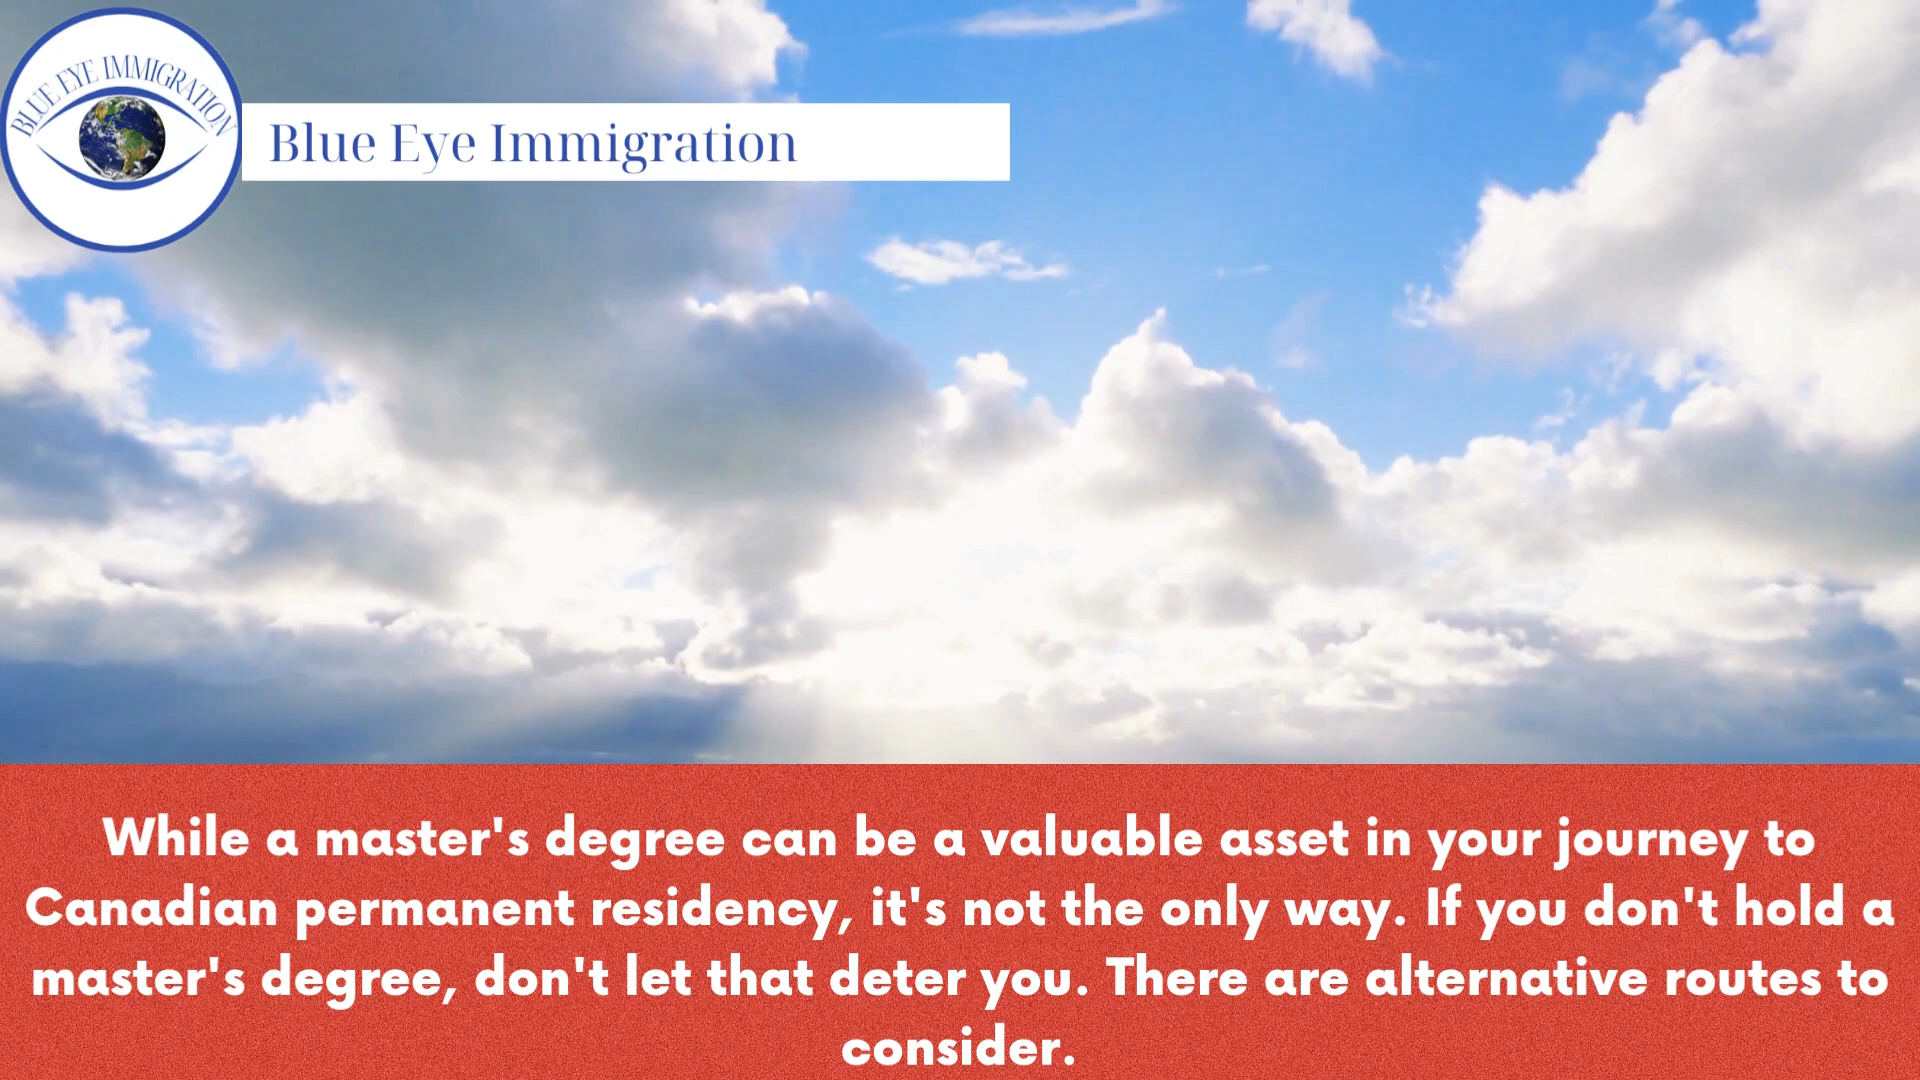 BLUE EYE IMMIGRATION
Blue Eye Immigration
While a master's degree can be a valuable asset in your journey to
Canadian permanent residency, it's not the only way. If you don't hold a
master's degree, don't let that deter you. There are alternative routes to
consider.